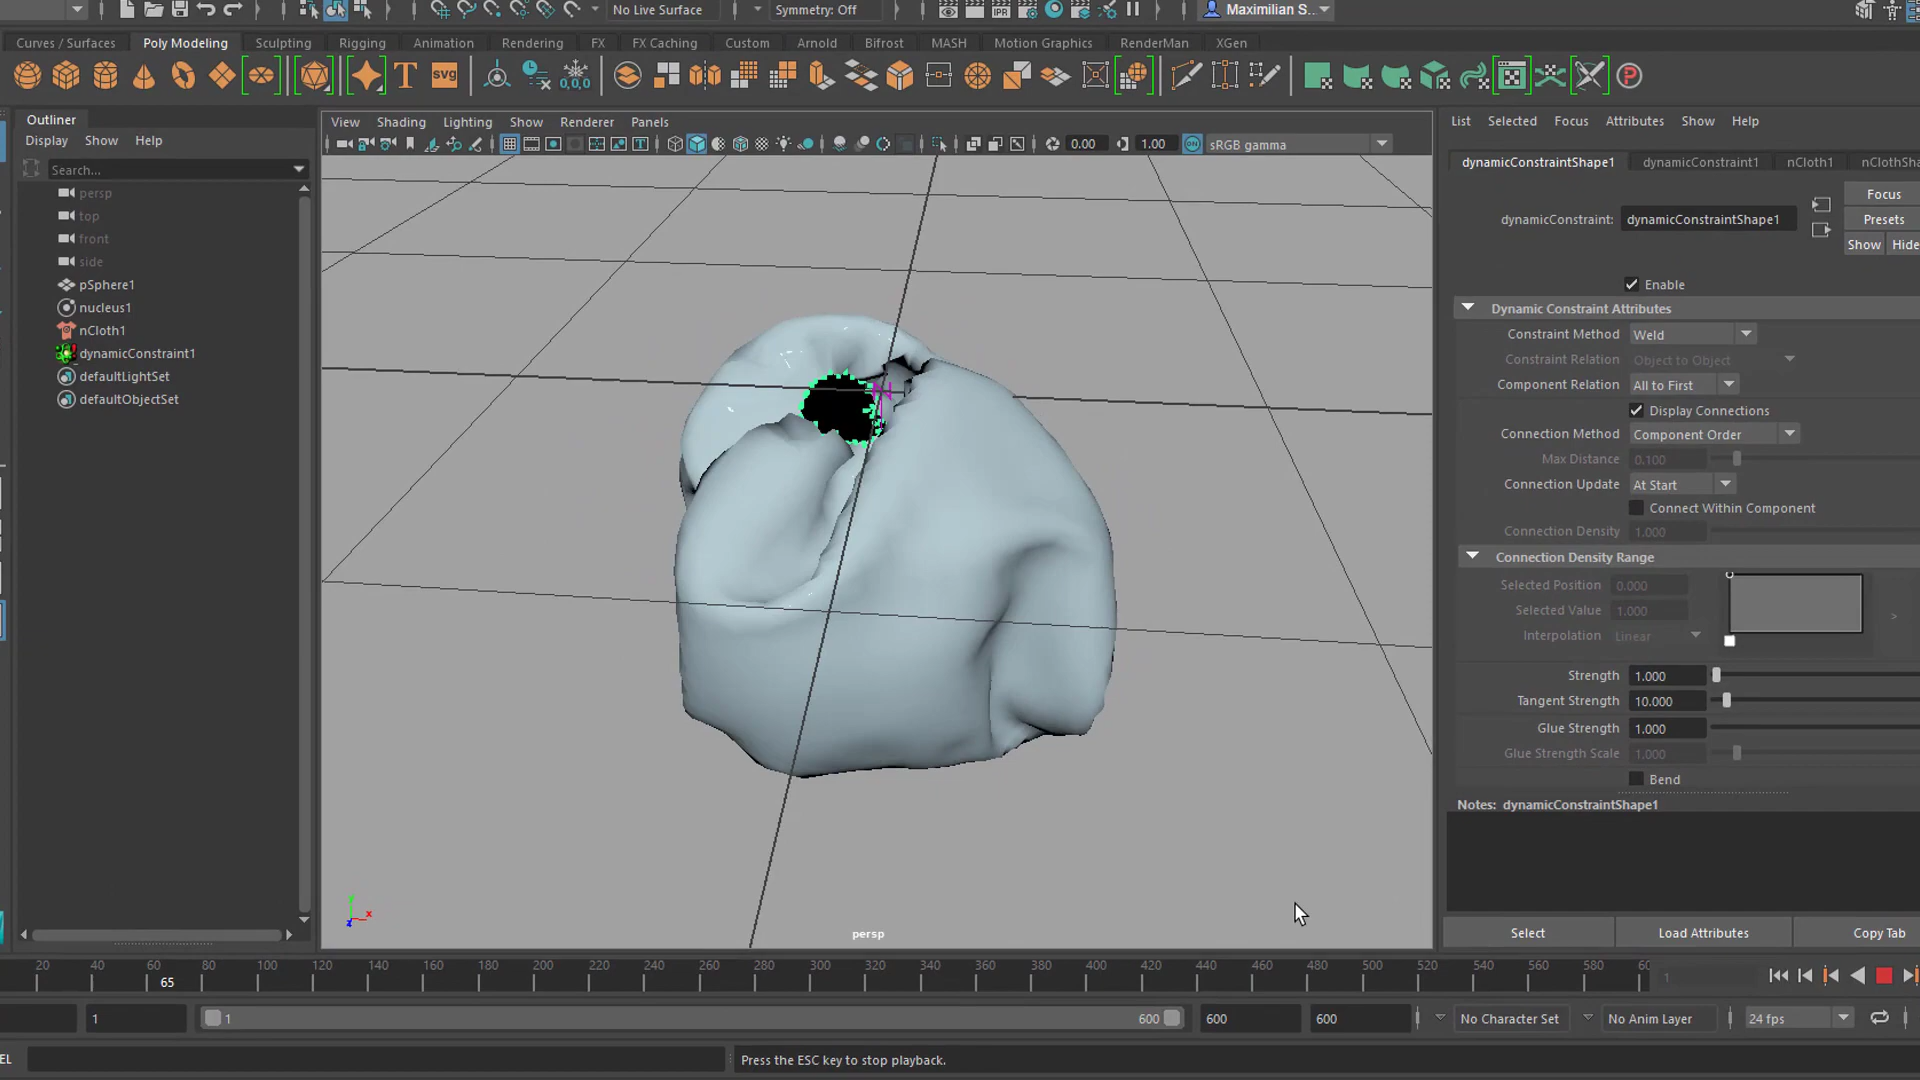 No Live Surface
Symmetry: Off
IPR
Maximilian S...
Curves / Surfaces
Poly Modeling
Sculpting
Rigging
Animation
Rendering
FX
FX Caching
Custom
Arnold
Bifrost
MASH
Motion Graphics
RenderMan
XGen
T
svg
0,0,0
P
Outliner
Display
Show
Help
Search...
persp
top
front
side
pSphere1
nucleus1
nCloth1
dynamicConstraint1
defaultLightSet
defaultObjectSet
View
Shading
Lighting
Show
Renderer
Panels
0.00
1.00
ON
sRGB gamma
persp
List
Selected
Focus
Attributes
Show
Help
dynamicConstraintShape1
dynamicConstraint1
nCloth1
nClothSha
dynamicConstraint:
dynamicConstraintShape1
Focus
Presets
Show
Hide
Enable
Dynamic Constraint Attributes
Constraint Method
Weld
Constraint Relation
Object to Object
Component Relation
All to First
Display Connections
Connection Method
Component Order
Max Distance
0.100
Connection Update
At Start
Connect Within Component
Connection Density
1.000
Connection Density Range
Selected Position
0.000
Selected Value
1.000
Interpolation
Linear
>
Strength
1.000
Tangent Strength
10.000
Glue Strength
1.000
Glue Strength Scale
1.000
Bend
Notes: dynamicConstraintShape1
Select
Load Attributes
Copy Tab
20 40 60 80 100 120 140 160 180 200 220 240 260 280 300 320 340 360 380 400 420 440 460 480 500 520 540 560 580 60
65
1
1
1
600
600
600
No Character Set
No Anim Layer
24 fps
EL
Press the ESC key to stop playback.